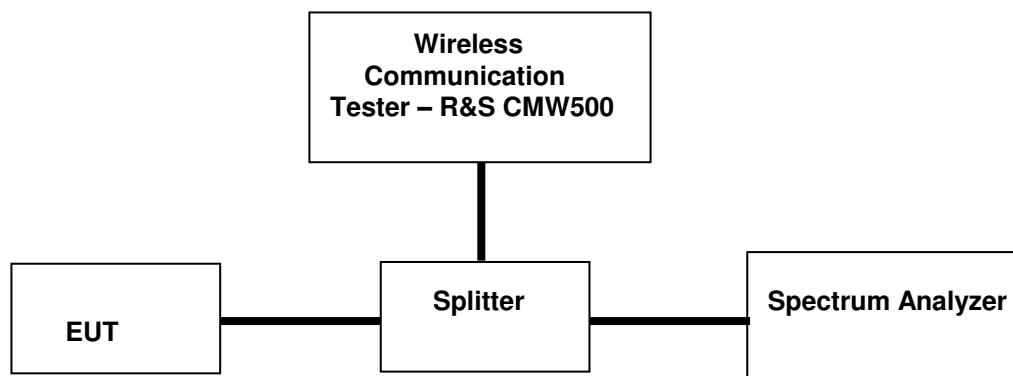 Wireless
Communication
Tester – R&S CMW500
Splitter
Spectrum Analyzer
EUT